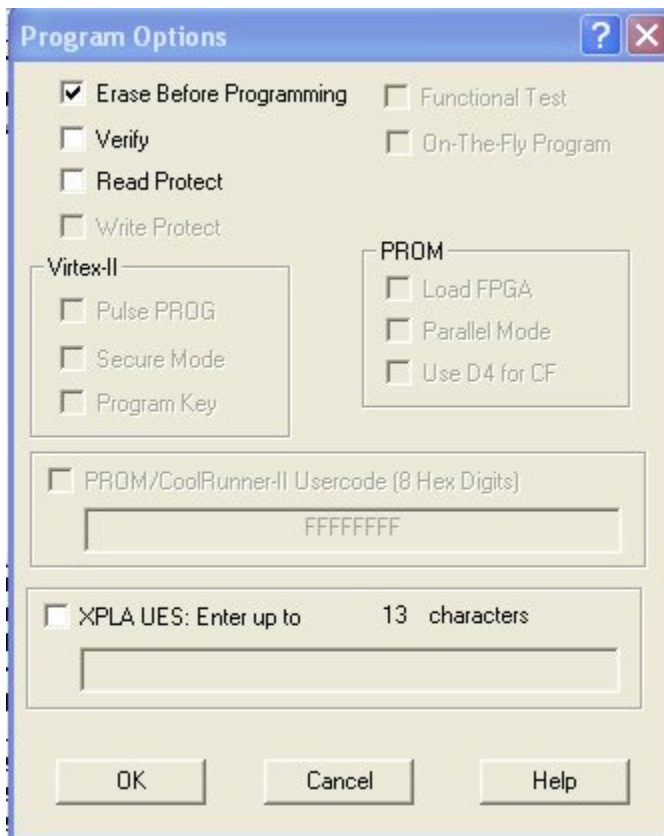 Program Options
Erase Before Programming
Functional Test
Verify
On-The-Fly Program
Read Protect
Write Protect
Virtex-II
Pulse PROG
Secure Mode
Program Key
PROM
Load FPGA
Parallel Mode
Use D4 for CF
PROM/CoolRunner-II Usercode (8 Hex Digits)
FFFFFFFF
XPLA UES: Enter up to 13 characters
OK
Cancel
Help